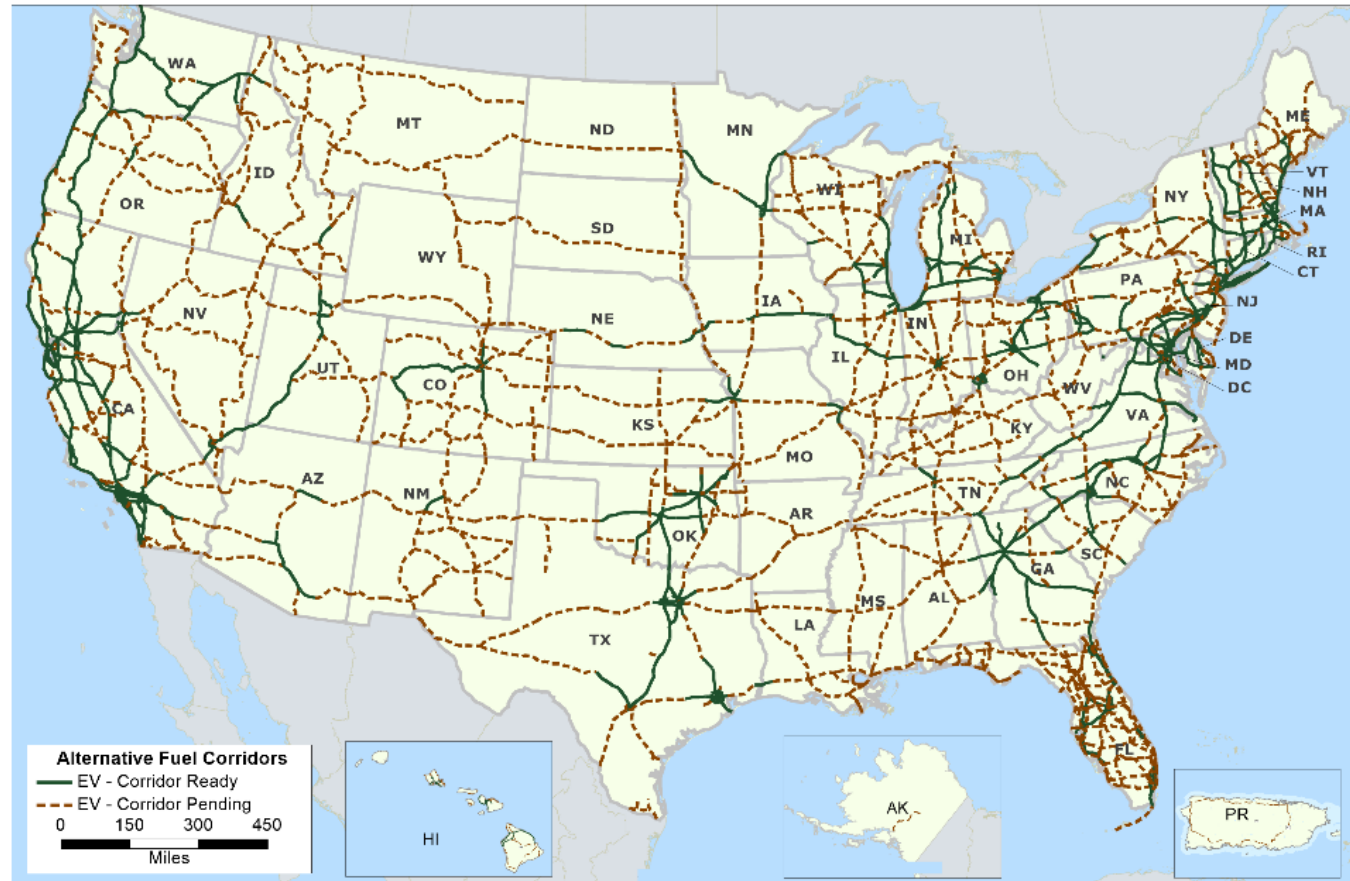 WA
MT
ND
MN
ME
ID
OR
WI
VT
NH
NY
MA
SD
MI
WY
RI
CT
PA
IA
NV
NE
IN
NJ
IL
UT
OH
DE
CO
WV
MD
CA
DC
VA
KS
KY
MO
AZ
NM
TN
NC
AR
OK
SC
GA
MS
AL
LA
TX
FL
Alternative Fuel Corridors
EV - Corridor Ready
EV - Corridor Pending
0 150 300 450
Miles
HI
AK
PR